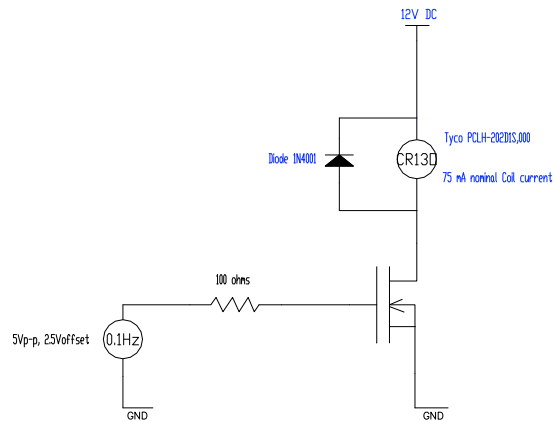 12V DC
Tyco PCLH-202D1S,000
Diode 1N4001
CR13D
75 mA nominal Coil current
100 ohms
5Vp-p, 2.5Voffset
0.1Hz
GND
GND